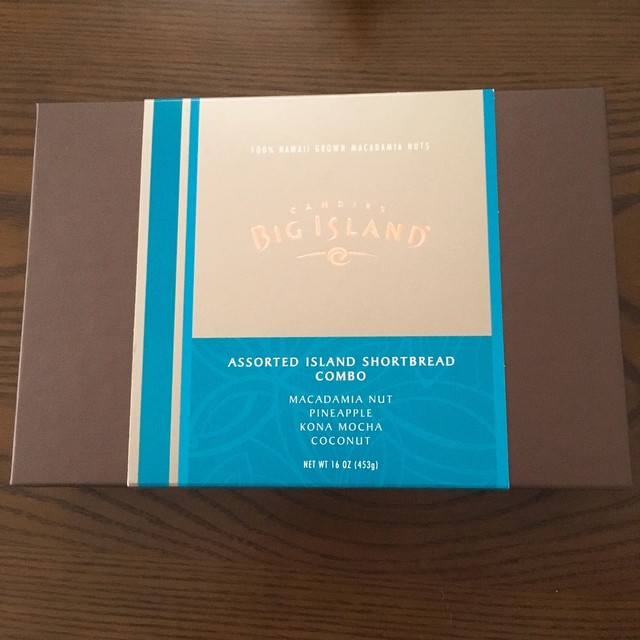 100% HAWAII GROWN MACADAMIA NUTS
CANDIES
BIG ISLAND
ASSORTED ISLAND SHORTBREAD
COMBO
MACADAMIA NUT
PINEAPPLE
KONA MOCHA
COCONUT
NET WT 16 OZ (453g)